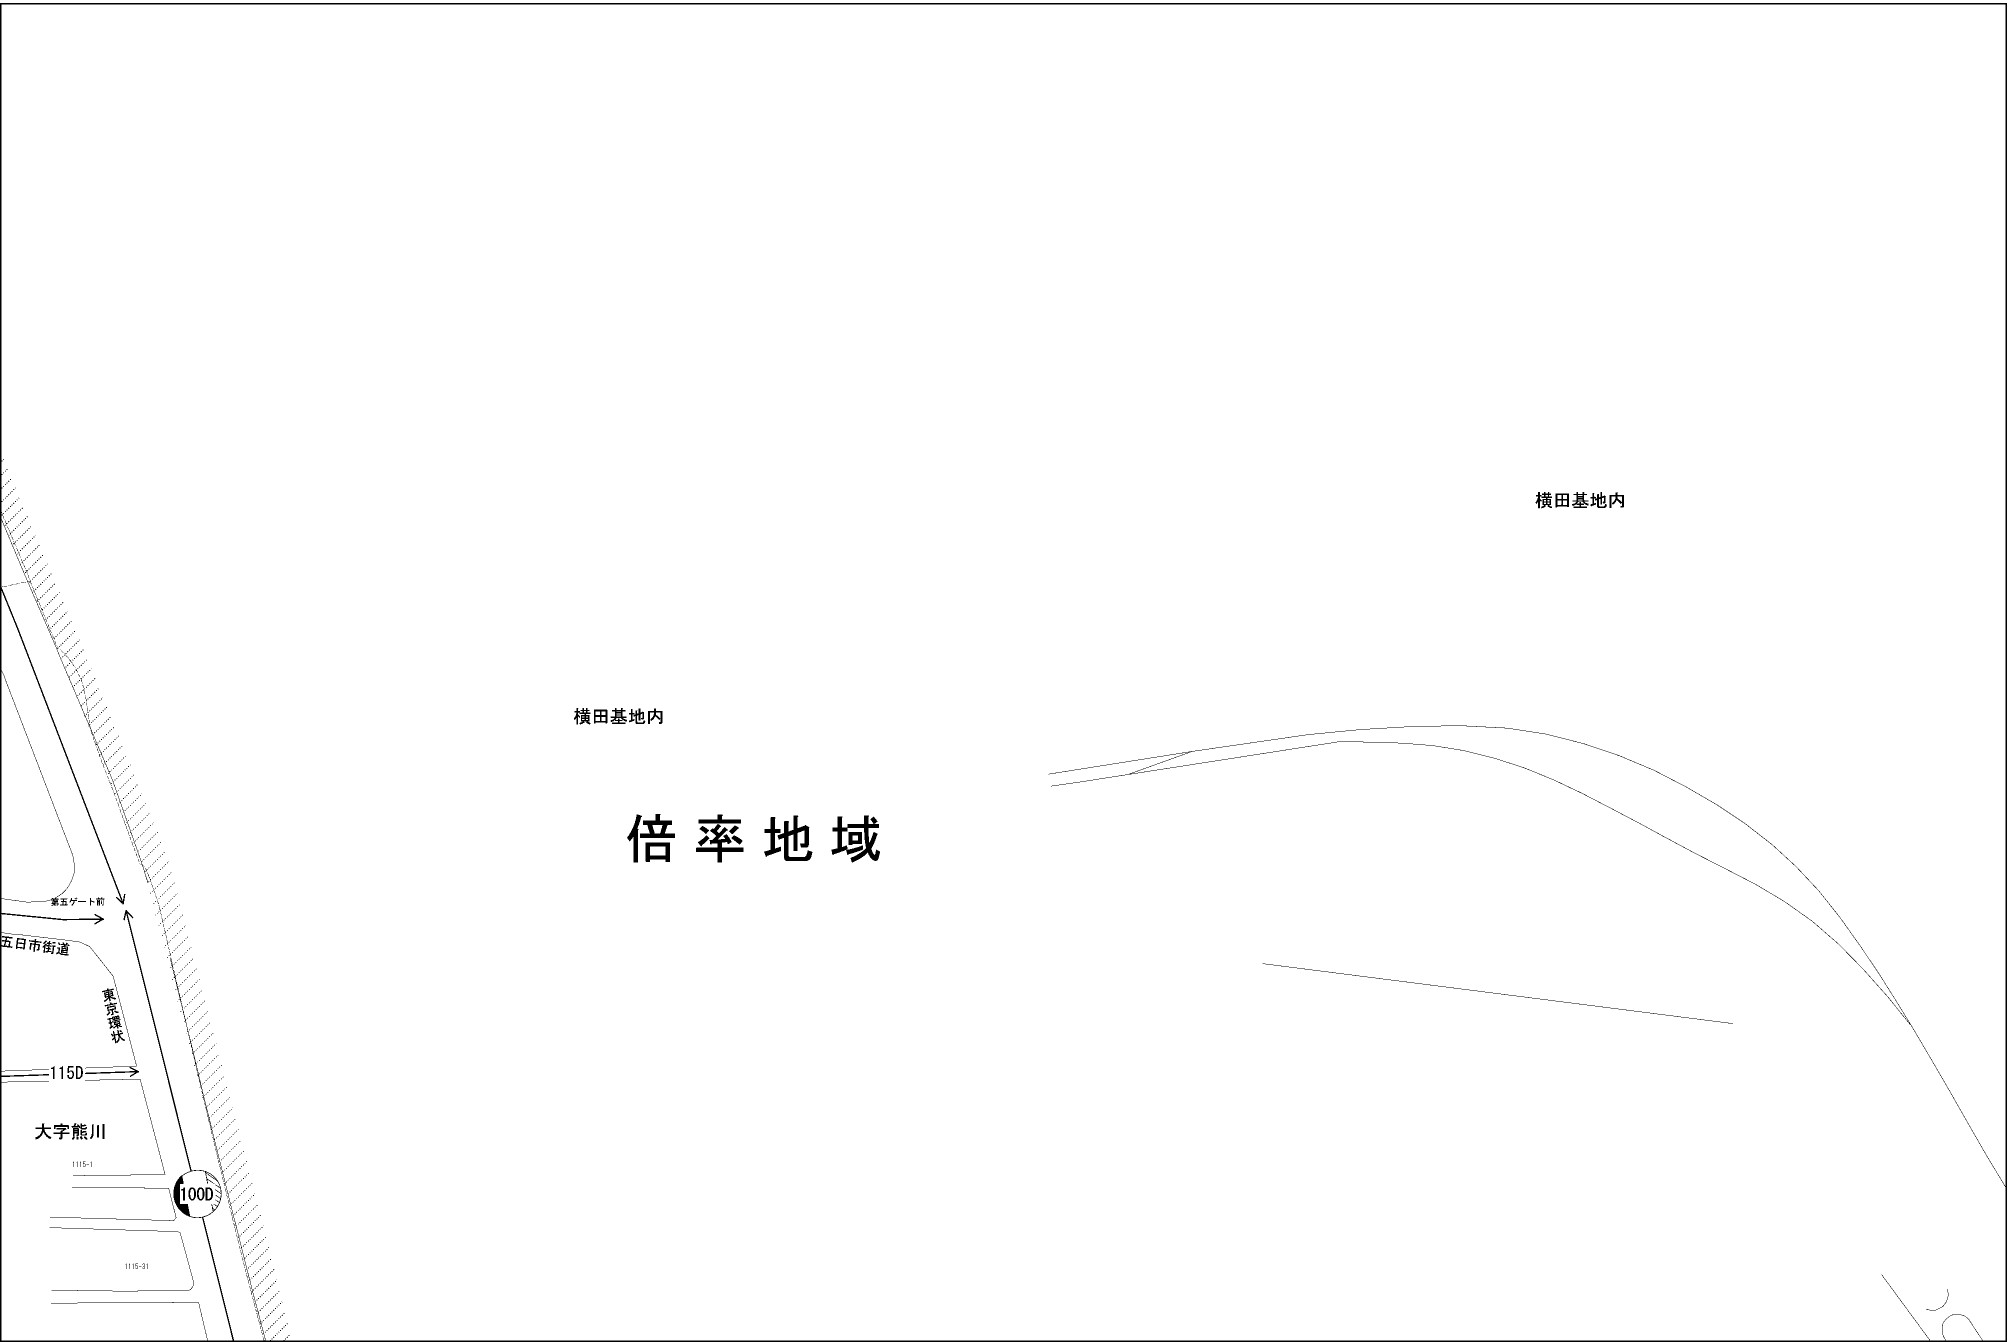 横田基地内
横田基地内
倍率地域
第五ゲート前
五日市街道
東京環状
115D
大字熊川
1115-1
100D
1115-31